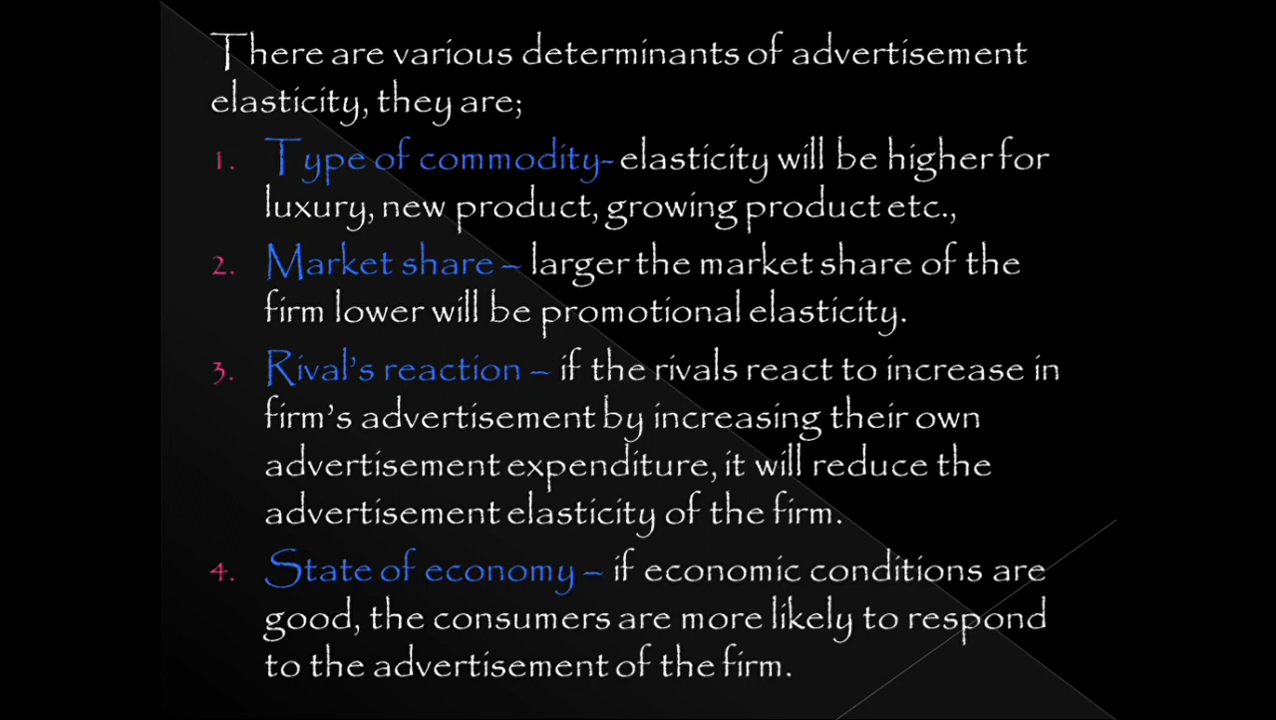 There are various determinants of advertisement
elasticity, they are;
1. Type of commodity- elasticity will be higher for
luxury, new product, growing product etc.,
2. Market share – larger the market share of the
firm lower will be promotional elasticity.
3. Rival's reaction – if the rivals react to increase in
firm's advertisement by increasing their own
advertisement expenditure, it will reduce the
advertisement elasticity of the firm.
4. State of economy – if economic conditions are
good, the consumers are more likely to respond
to the advertisement of the firm.